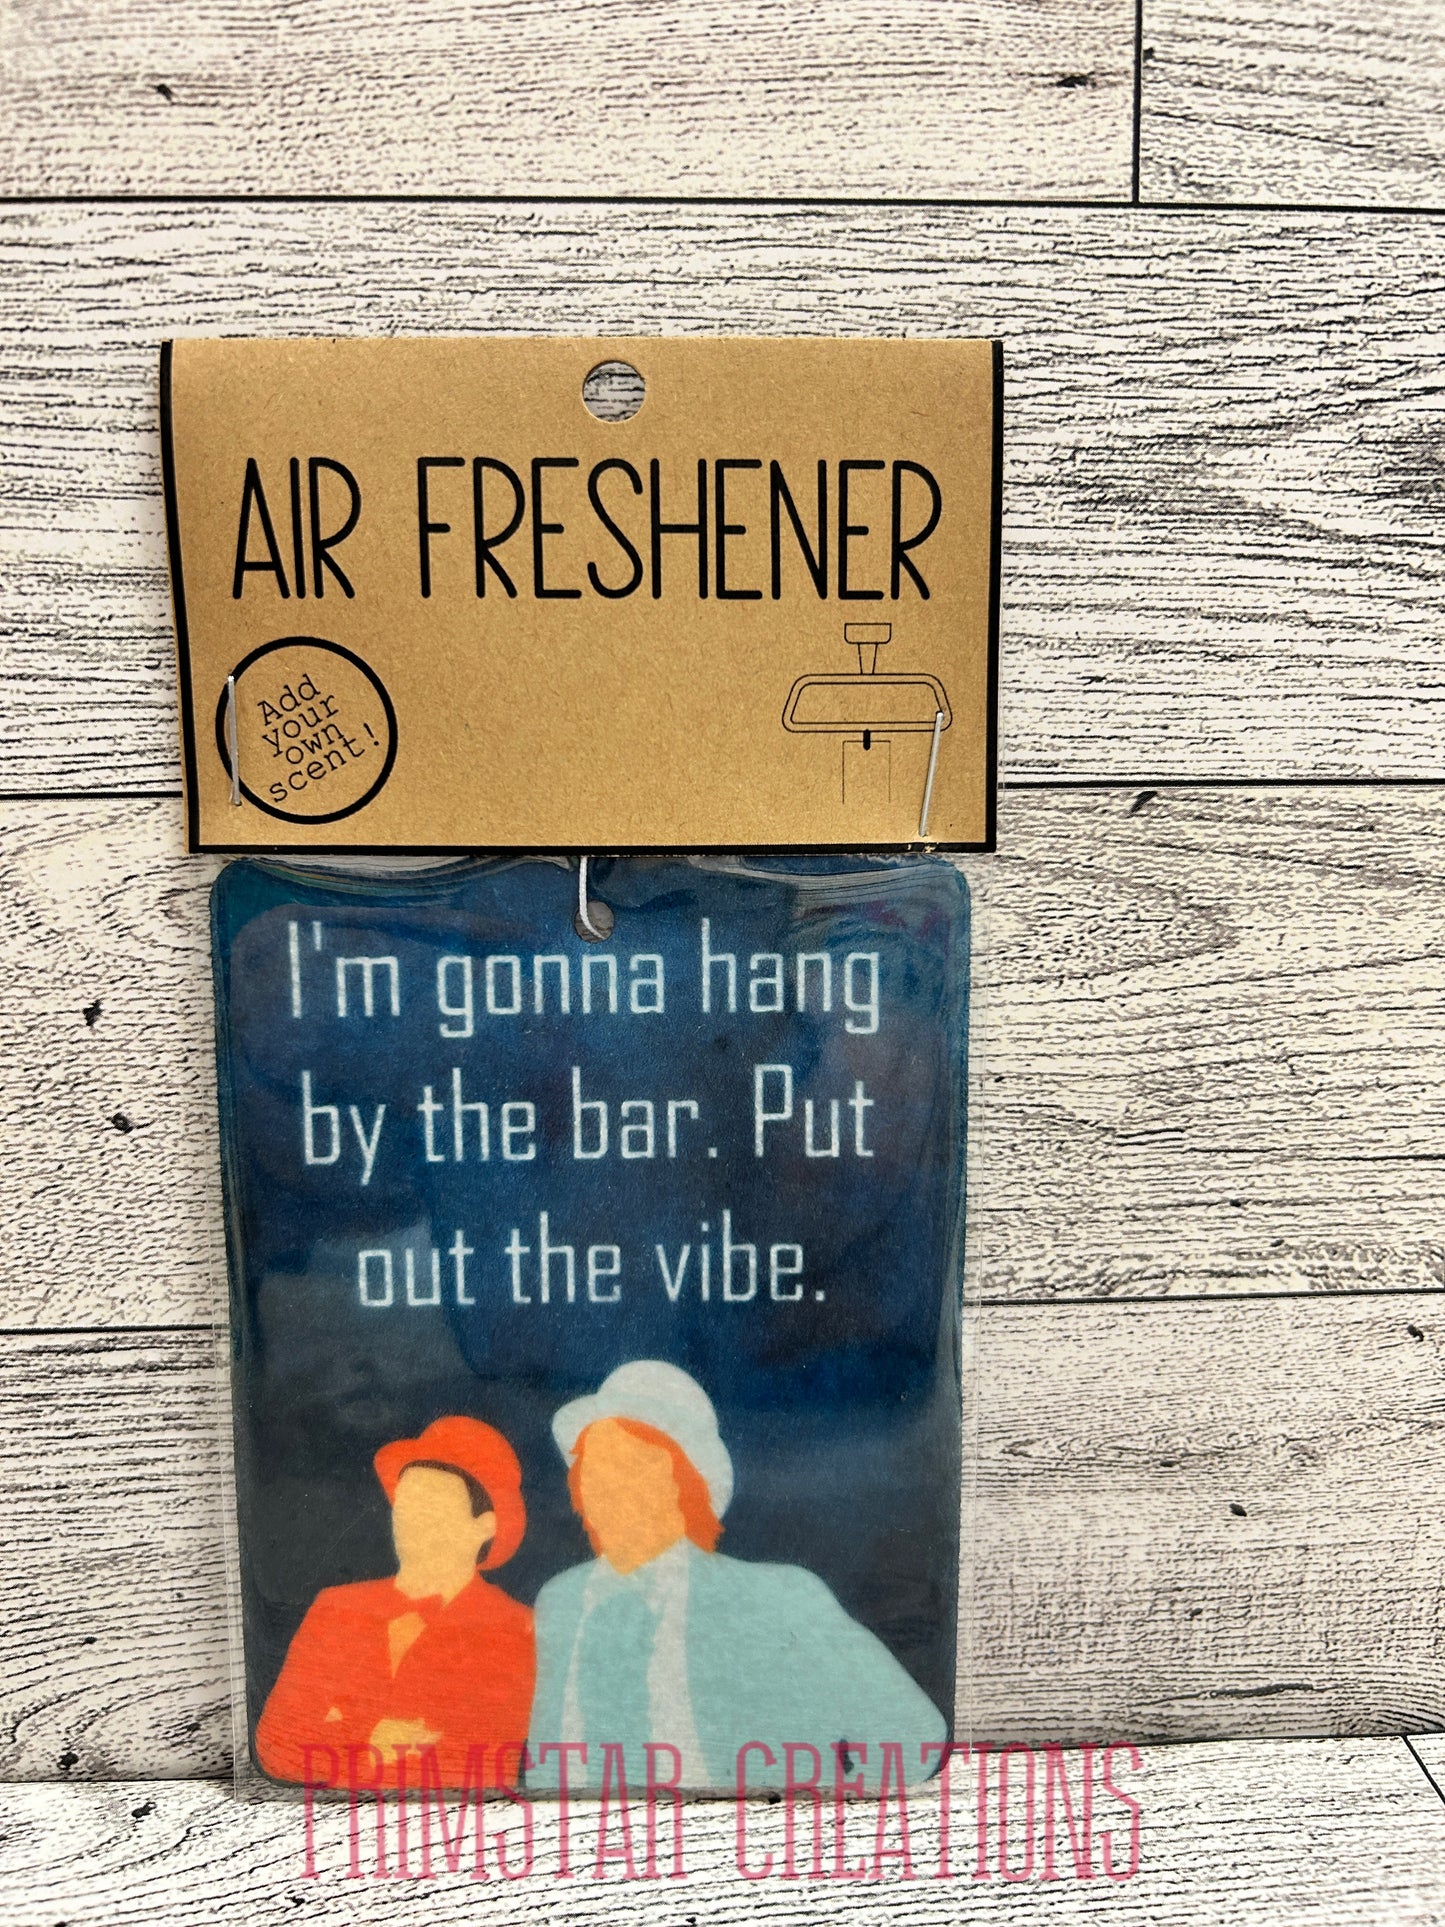 AIR FRESHENER
Add
your
own
scent!
I'm gonna hang
by the bar. Put
out the vibe.
PRIMSTAR CREATIONS